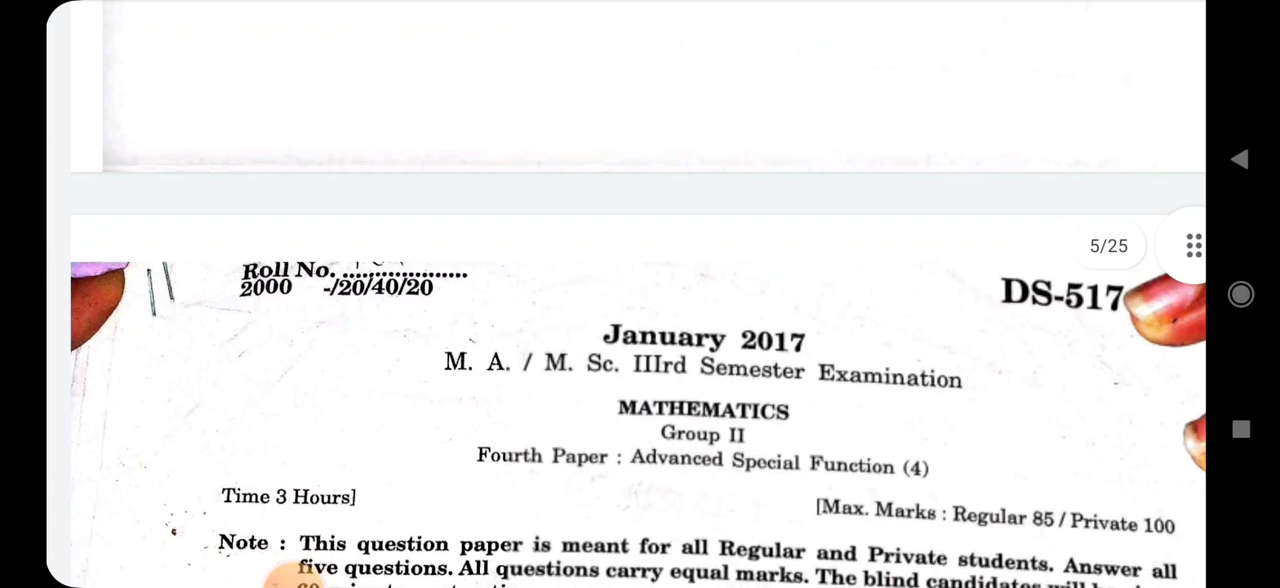 5/25
Roll No. ....................
2000 -/20/40/20
DS-517
January 2017
M. A. / M. Sc. IIIrd Semester Examination
MATHEMATICS
Group II
Fourth Paper : Advanced Special Function (4)
Time 3 Hours]
[Max. Marks : Regular 85 / Private 100
Note : This question paper is meant for all Regular and Private students. Answer all
five questions. All questions carry equal marks. The blind candidates will